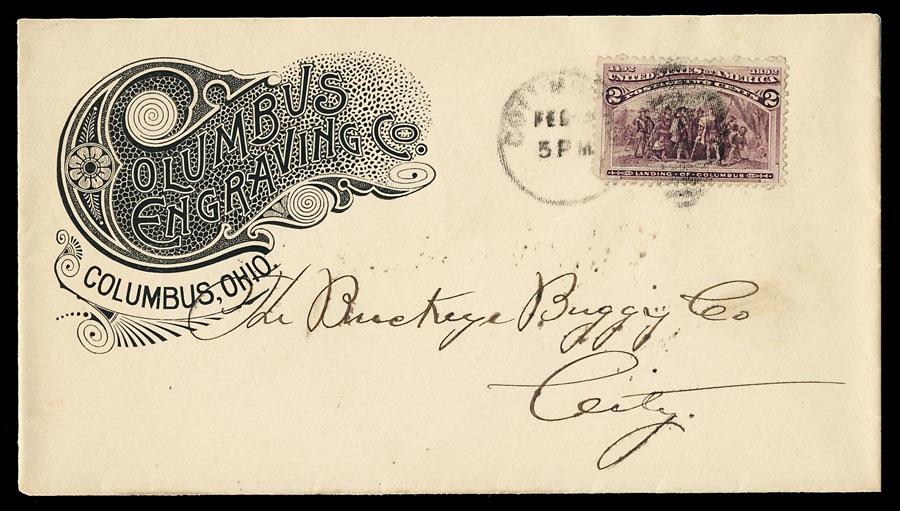 COLUMBUS
ENGRAVING CO.
COLUMBUS, OHIO.
FEB
5 PM
1492 1892
UNITED STATES OF AMERICA
POSTAGE TWO CENTS
2 2
LANDING · OF · COLUMBUS
The Buckeye Buggy Co
City.